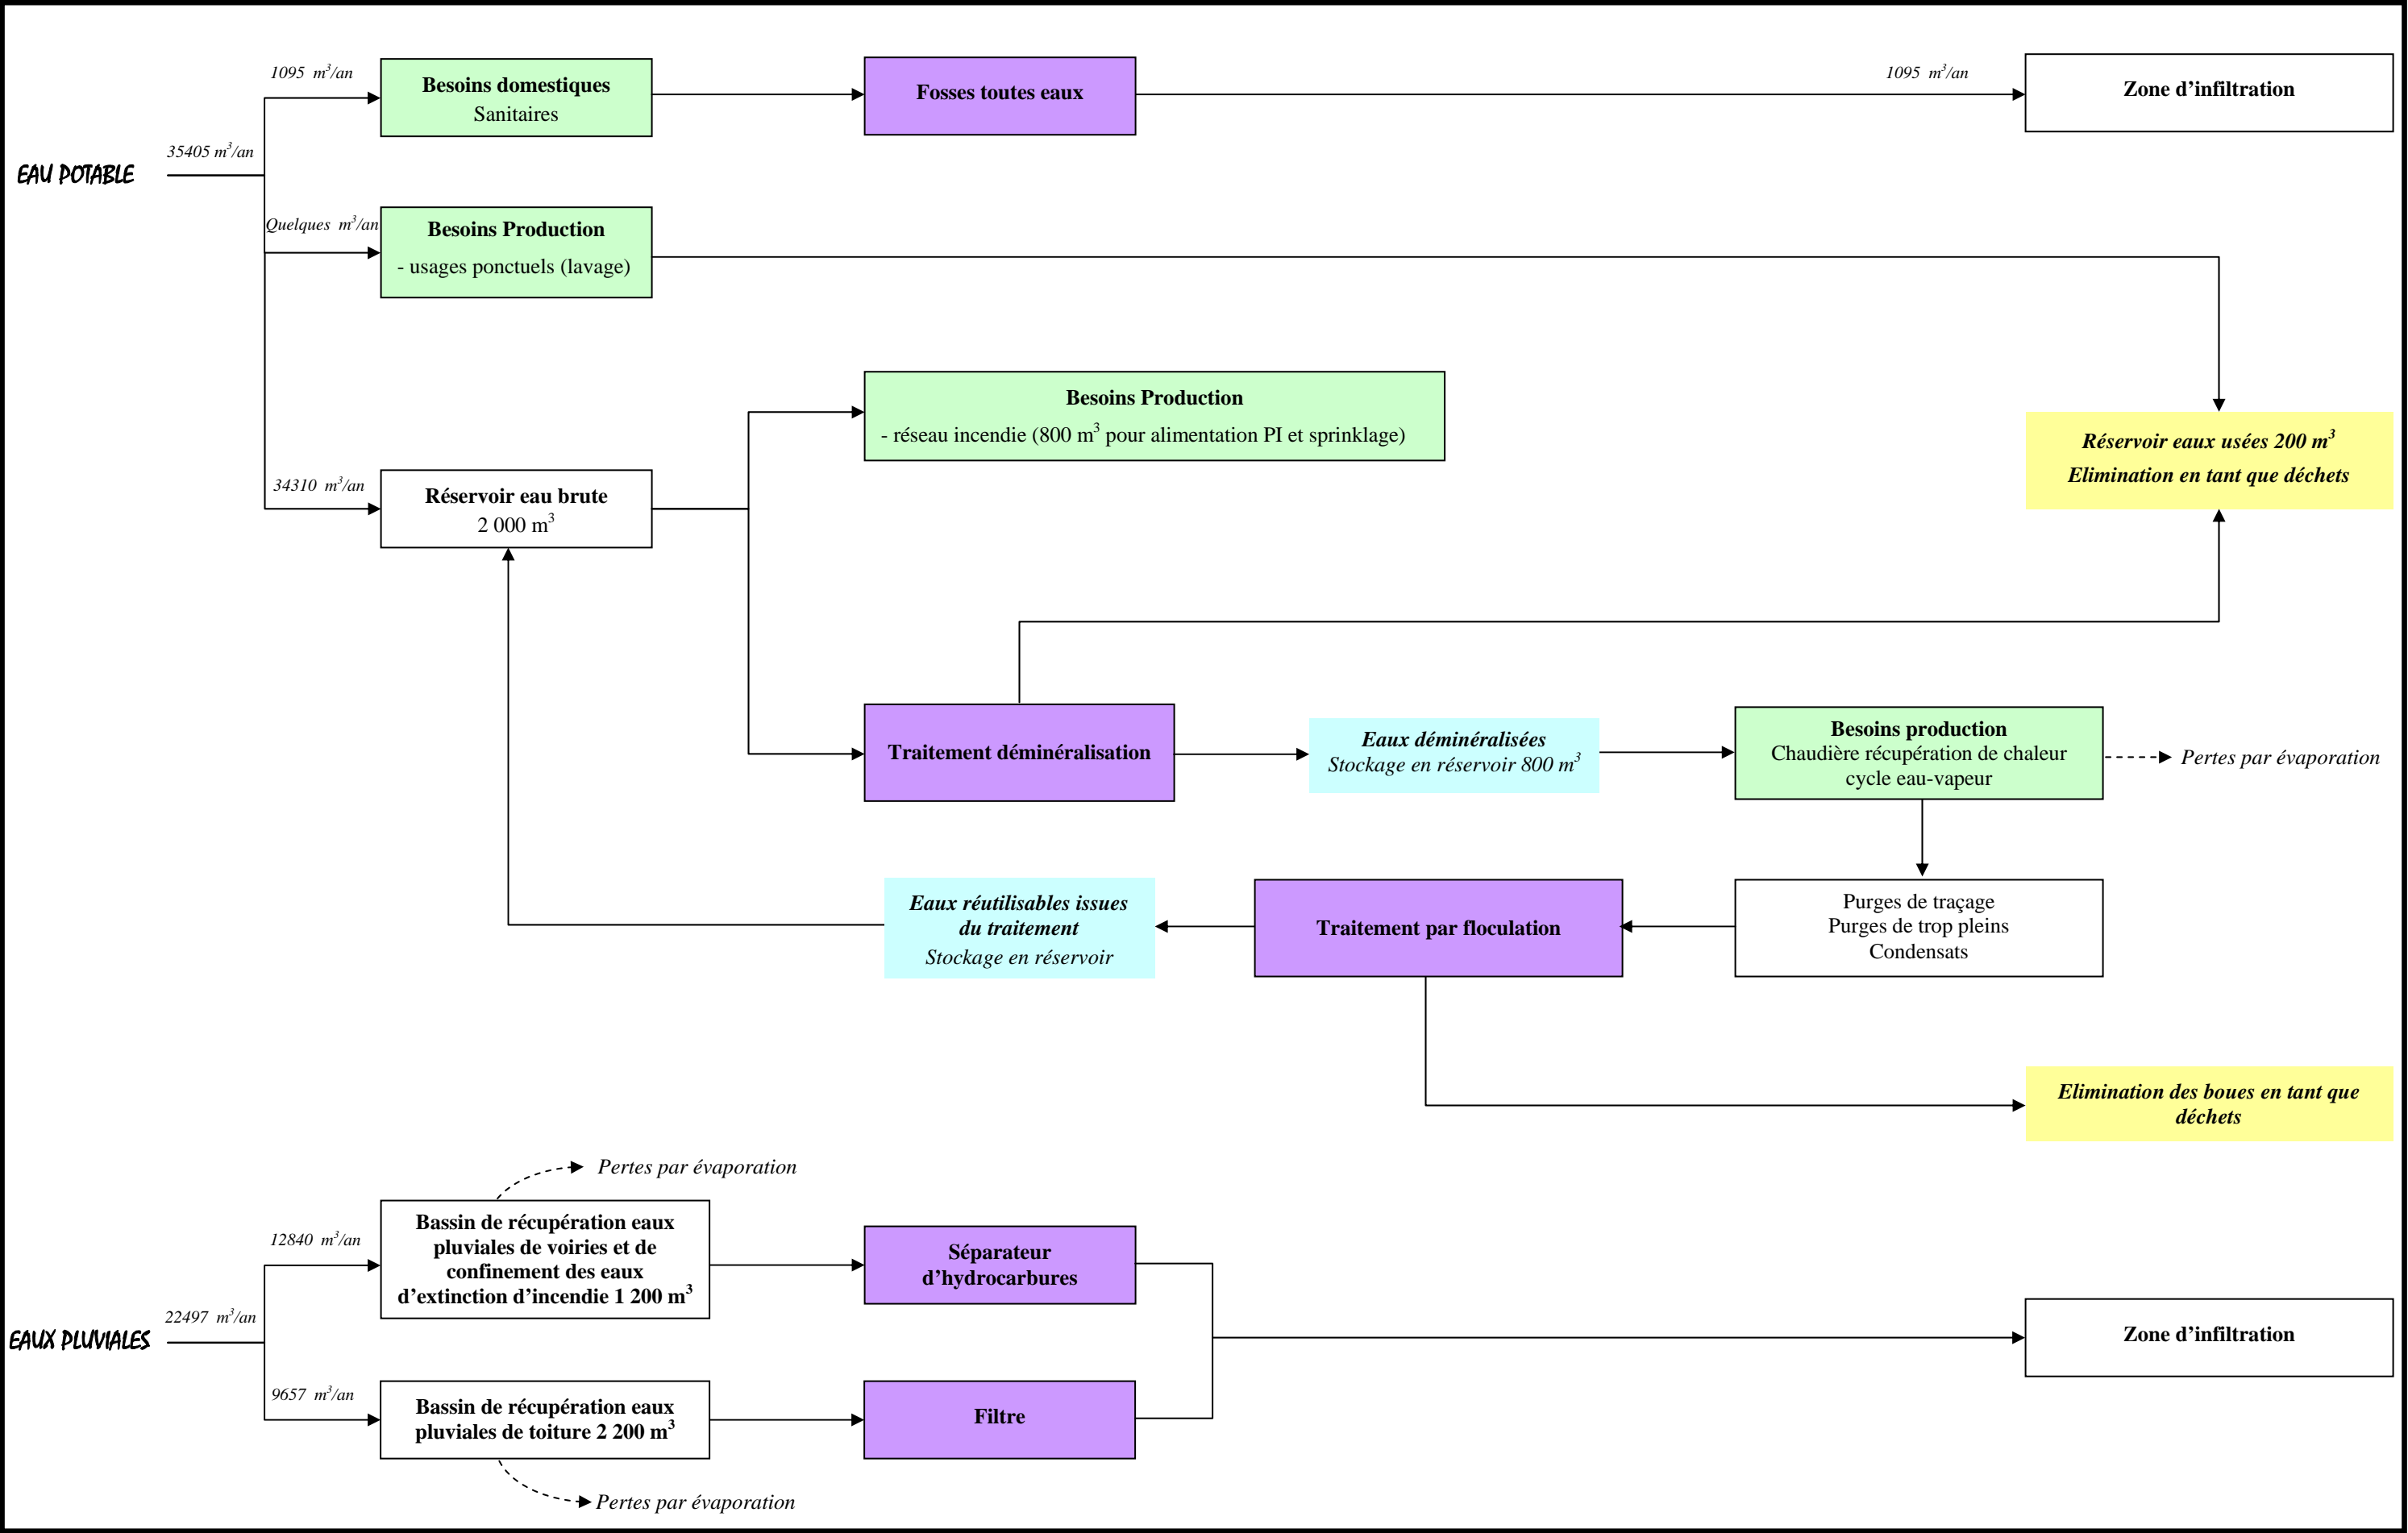 1095 m³/an
Besoins domestiques
Sanitaires
Fosses toutes eaux
1095 m³/an
Zone d’infiltration
35405 m³/an
EAU POTABLE
Quelques m³/an
Besoins Production
- usages ponctuels (lavage)
Besoins Production
- réseau incendie (800 m³ pour alimentation PI et sprinklage)
Réservoir eaux usées 200 m³
Elimination en tant que déchets
34310 m³/an
Réservoir eau brute
2 000 m³
Traitement déminéralisation
Eaux déminéralisées
Stockage en réservoir 800 m³
Besoins production
Chaudière récupération de chaleur
cycle eau-vapeur
Pertes par évaporation
Eaux réutilisables issues
du traitement
Stockage en réservoir
Traitement par floculation
Purges de traçage
Purges de trop pleins
Condensats
Elimination des boues en tant que
déchets
Pertes par évaporation
12840 m³/an
Bassin de récupération eaux
pluviales de voiries et de
confinement des eaux
d’extinction d’incendie 1 200 m³
Séparateur
d’hydrocarbures
22497 m³/an
EAUX PLUVIALES
Zone d’infiltration
9657 m³/an
Bassin de récupération eaux
pluviales de toiture 2 200 m³
Filtre
Pertes par évaporation